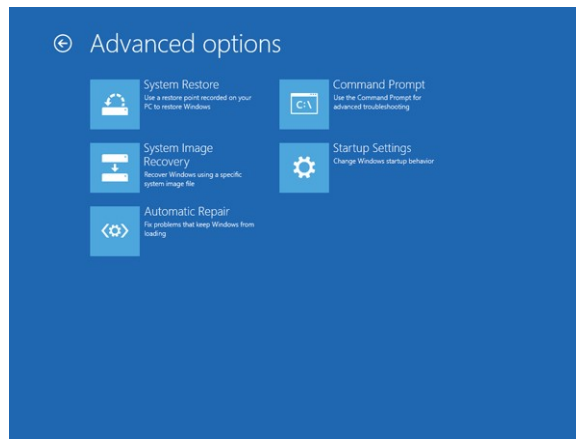 Advanced options
System Restore
Use a restore point recorded on your
PC to restore Windows
Command Prompt
Use the Command Prompt for
advanced troubleshooting
C:\
System Image
Recovery
Recover Windows using a specific
system image file
Startup Settings
Change Windows startup behavior
Automatic Repair
Fix problems that keep Windows from
loading